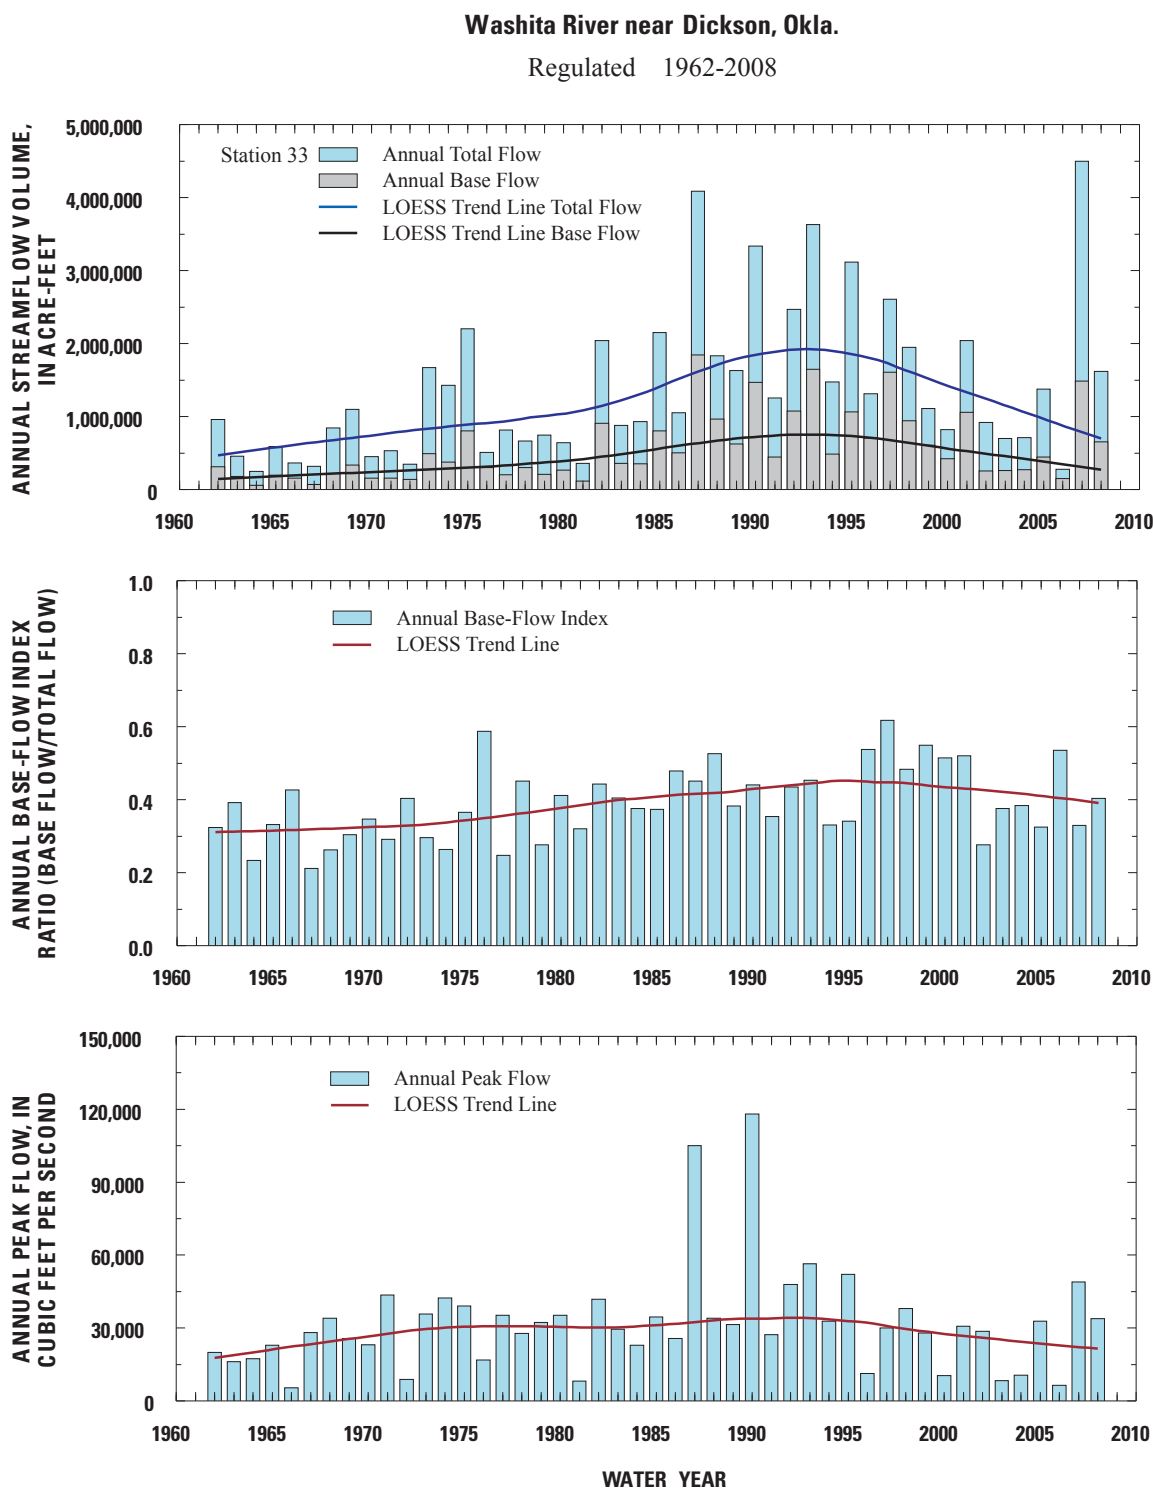 Washita River near Dickson, Okla.
Regulated 1962-2008
ANNUAL STREAMFLOW VOLUME,
IN ACRE-FEET
5,000,000
4,000,000
3,000,000
2,000,000
1,000,000
0
Station 33
Annual Total Flow
Annual Base Flow
LOESS Trend Line Total Flow
LOESS Trend Line Base Flow
1960 1965 1970 1975 1980 1985 1990 1995 2000 2005 2010
ANNUAL BASE-FLOW INDEX
RATIO (BASE FLOW/TOTAL FLOW)
1.0
0.8
0.6
0.4
0.2
0.0
Annual Base-Flow Index
LOESS Trend Line
1960 1965 1970 1975 1980 1985 1990 1995 2000 2005 2010
ANNUAL PEAK FLOW, IN
CUBIC FEET PER SECOND
150,000
120,000
90,000
60,000
30,000
0
Annual Peak Flow
LOESS Trend Line
1960 1965 1970 1975 1980 1985 1990 1995 2000 2005 2010
WATER YEAR